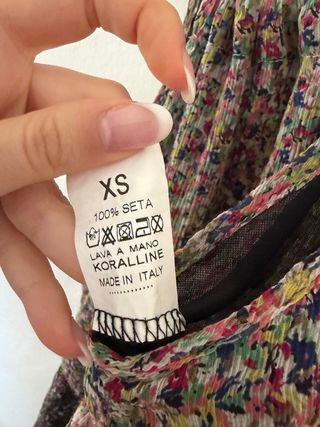 XS
100% SETA
LAVA A MANO
KORALLINE
MADE IN ITALY